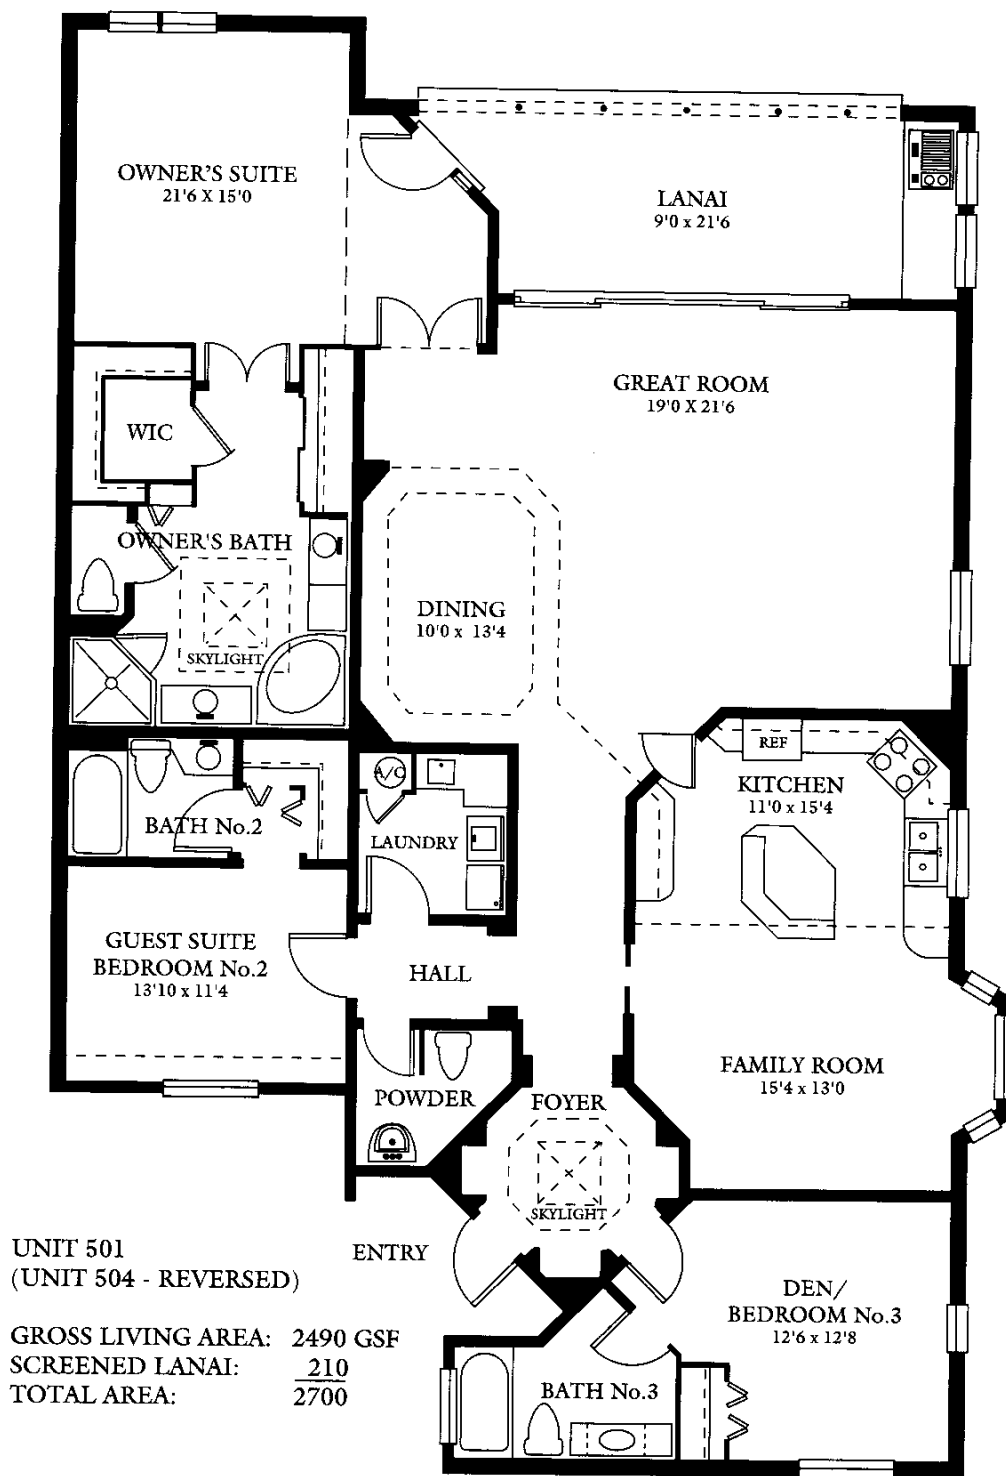 OWNER'S SUITE
21'6 X 15'0
LANAI
9'0 x 21'6
GREAT ROOM
19'0 X 21'6
WIC
OWNER'S BATH
SKYLIGHT
DINING
10'0 x 13'4
REF
KITCHEN
11'0 x 15'4
A/C
LAUNDRY
BATH No.2
GUEST SUITE
BEDROOM No.2
13'10 x 11'4
HALL
FAMILY ROOM
15'4 x 13'0
POWDER
FOYER
SKYLIGHT
ENTRY
DEN/
BEDROOM No.3
12'6 x 12'8
BATH No.3
UNIT 501
(UNIT 504 - REVERSED)
GROSS LIVING AREA: 2490 GSF
SCREENED LANAI: 210
TOTAL AREA: 2700